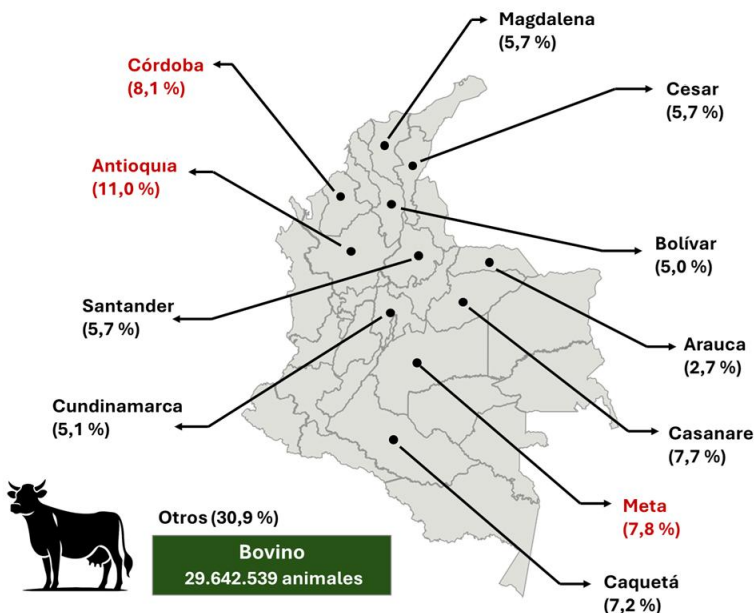 Magdalena
(5,7 %)
Córdoba
(8,1 %)
Cesar
(5,7 %)
Antioquıa
(11,0 %)
Bolívar
(5,0 %)
Santander
(5,7 %)
Arauca
(2,7 %)
Cundinamarca
(5,1 %)
Casanare
(7,7 %)
Meta
(7,8 %)
Otros (30,9 %)
Bovino
29.642.539 animales
Caquetá
(7,2 %)